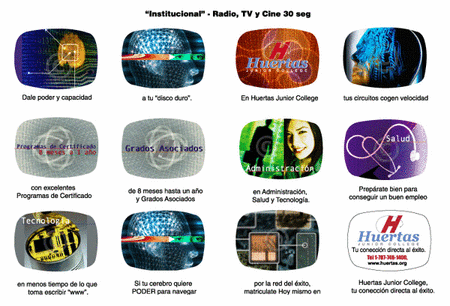 “Institucional” - Radio, TV y Cine 30 seg
Huertas
JUNIOR COLLEGE
Dale poder y capacidad
a tu “disco duro”.
En Huertas Junior College
tus circuitos cogen velocidad
Programas de Certificado
8 meses a 1 año
Grados Asociados
Administración
Salud
con excelentes
Programas de Certificado
de 8 meses hasta un año
y Grados Asociados
en Administración,
Salud y Tecnología.
Prepárate bien para
conseguir un buen empleo
Tecnología
Huertas
JUNIOR COLLEGE
Tu conección directa al éxito.
Tel 1-787-746-1400,
www.huertas.org
en menos tiempo de lo que
toma escribir “www”.
Si tu cerebro quiere
PODER para navegar
por la red del éxito,
matricúlate Hoy mismo en
Huertas Junior College,
tu conección directa al éxito.